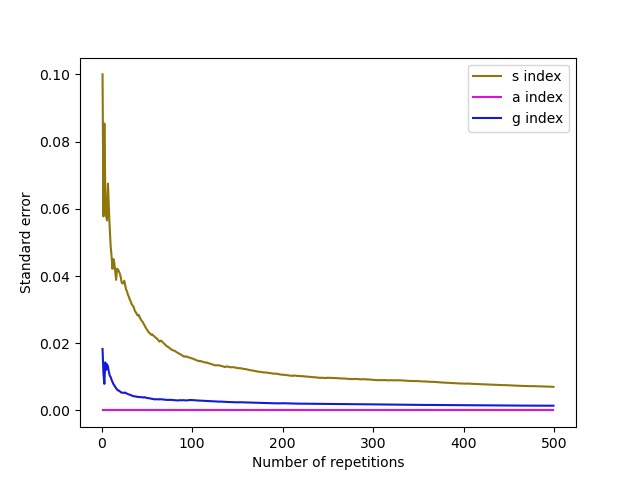 0.10
0.08
0.06
0.04
0.02
0.00
Standard error
s index
a index
g index
0
100
200
300
400
500
Number of repetitions